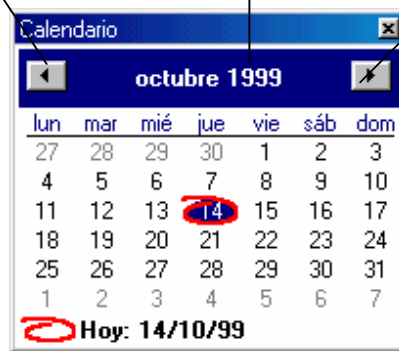 Calendario
octubre 1999
lun mar mié jue vie sáb dom
27 28 29 30 1 2 3
4 5 6 7 8 9 10
11 12 13 14 15 16 17
18 19 20 21 22 23 24
25 26 27 28 29 30 31
1 2 3 4 5 6 7
Hoy: 14/10/99